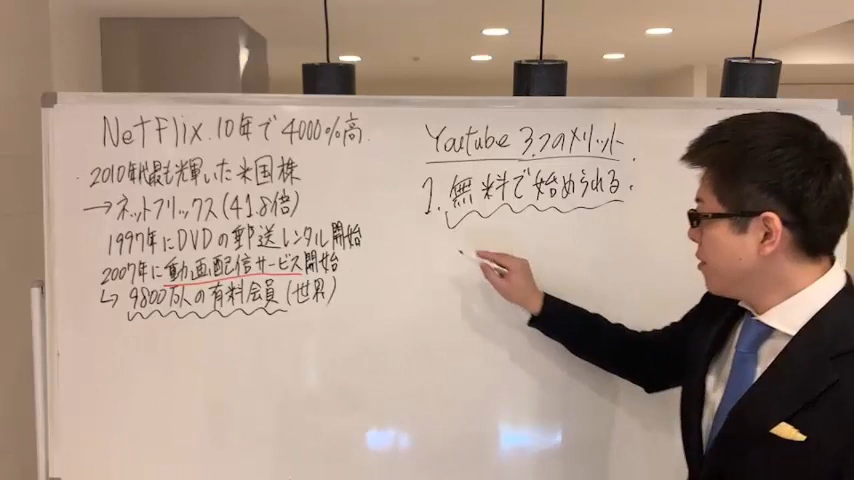 Netflix.10年で4000%高.
2010年代最も輝いた米国株
→ネットフリックス(41.8倍)
1997年にDVDの郵送レンタル開始
2007年に動画配信サービス開始
↳9800万人の有料会員(世界)
Youtube 3つのメリット.
1.無料で始められる.